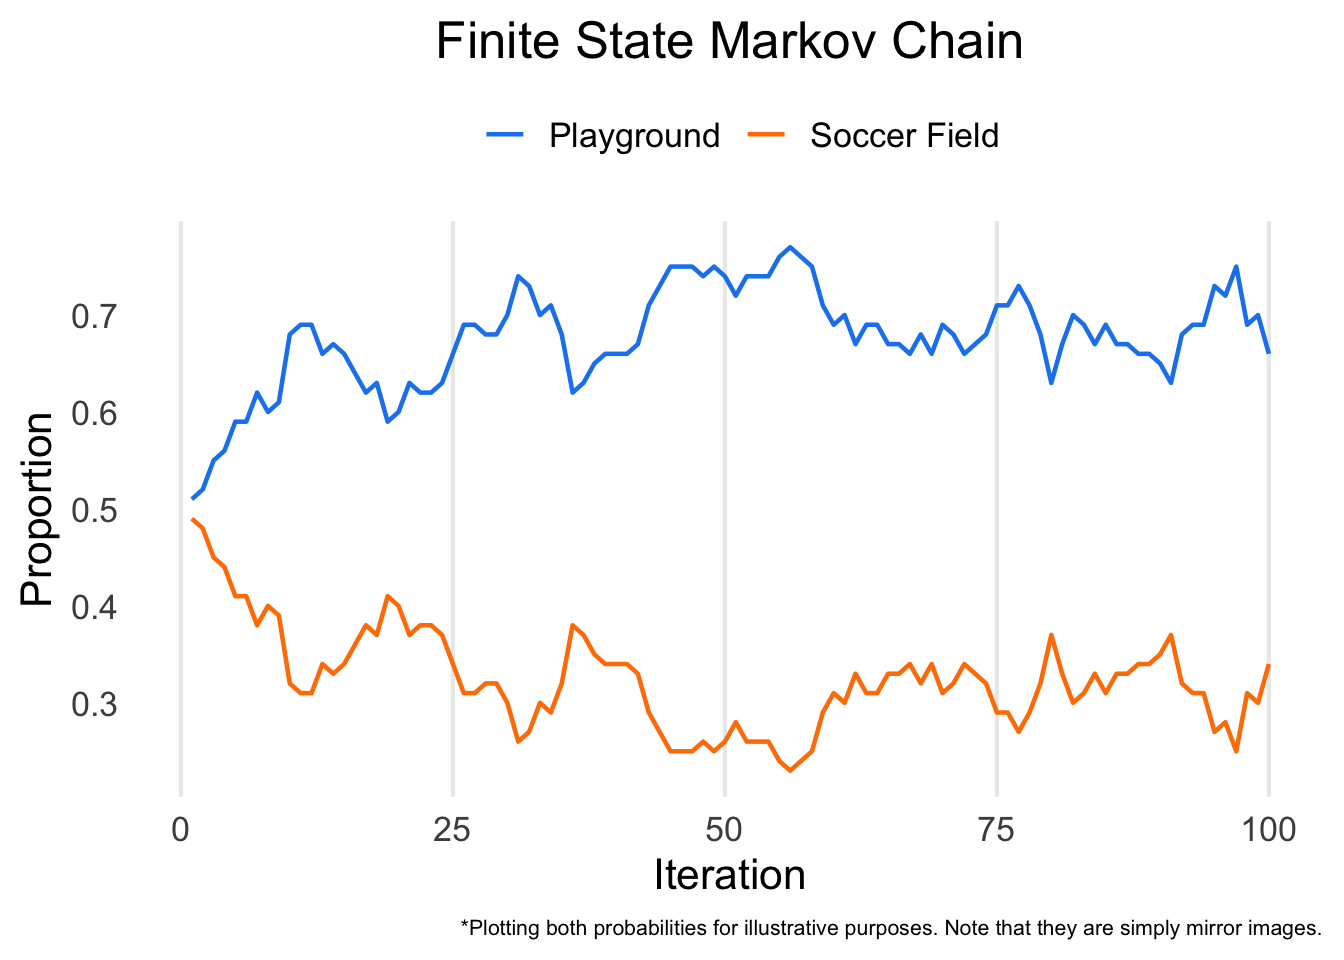 Finite State Markov Chain
Playground Soccer Field
Proportion
0.7
0.6
0.5
0.4
0.3
0 25 50 75 100
Iteration
*Plotting both probabilities for illustrative purposes. Note that they are simply mirror images.